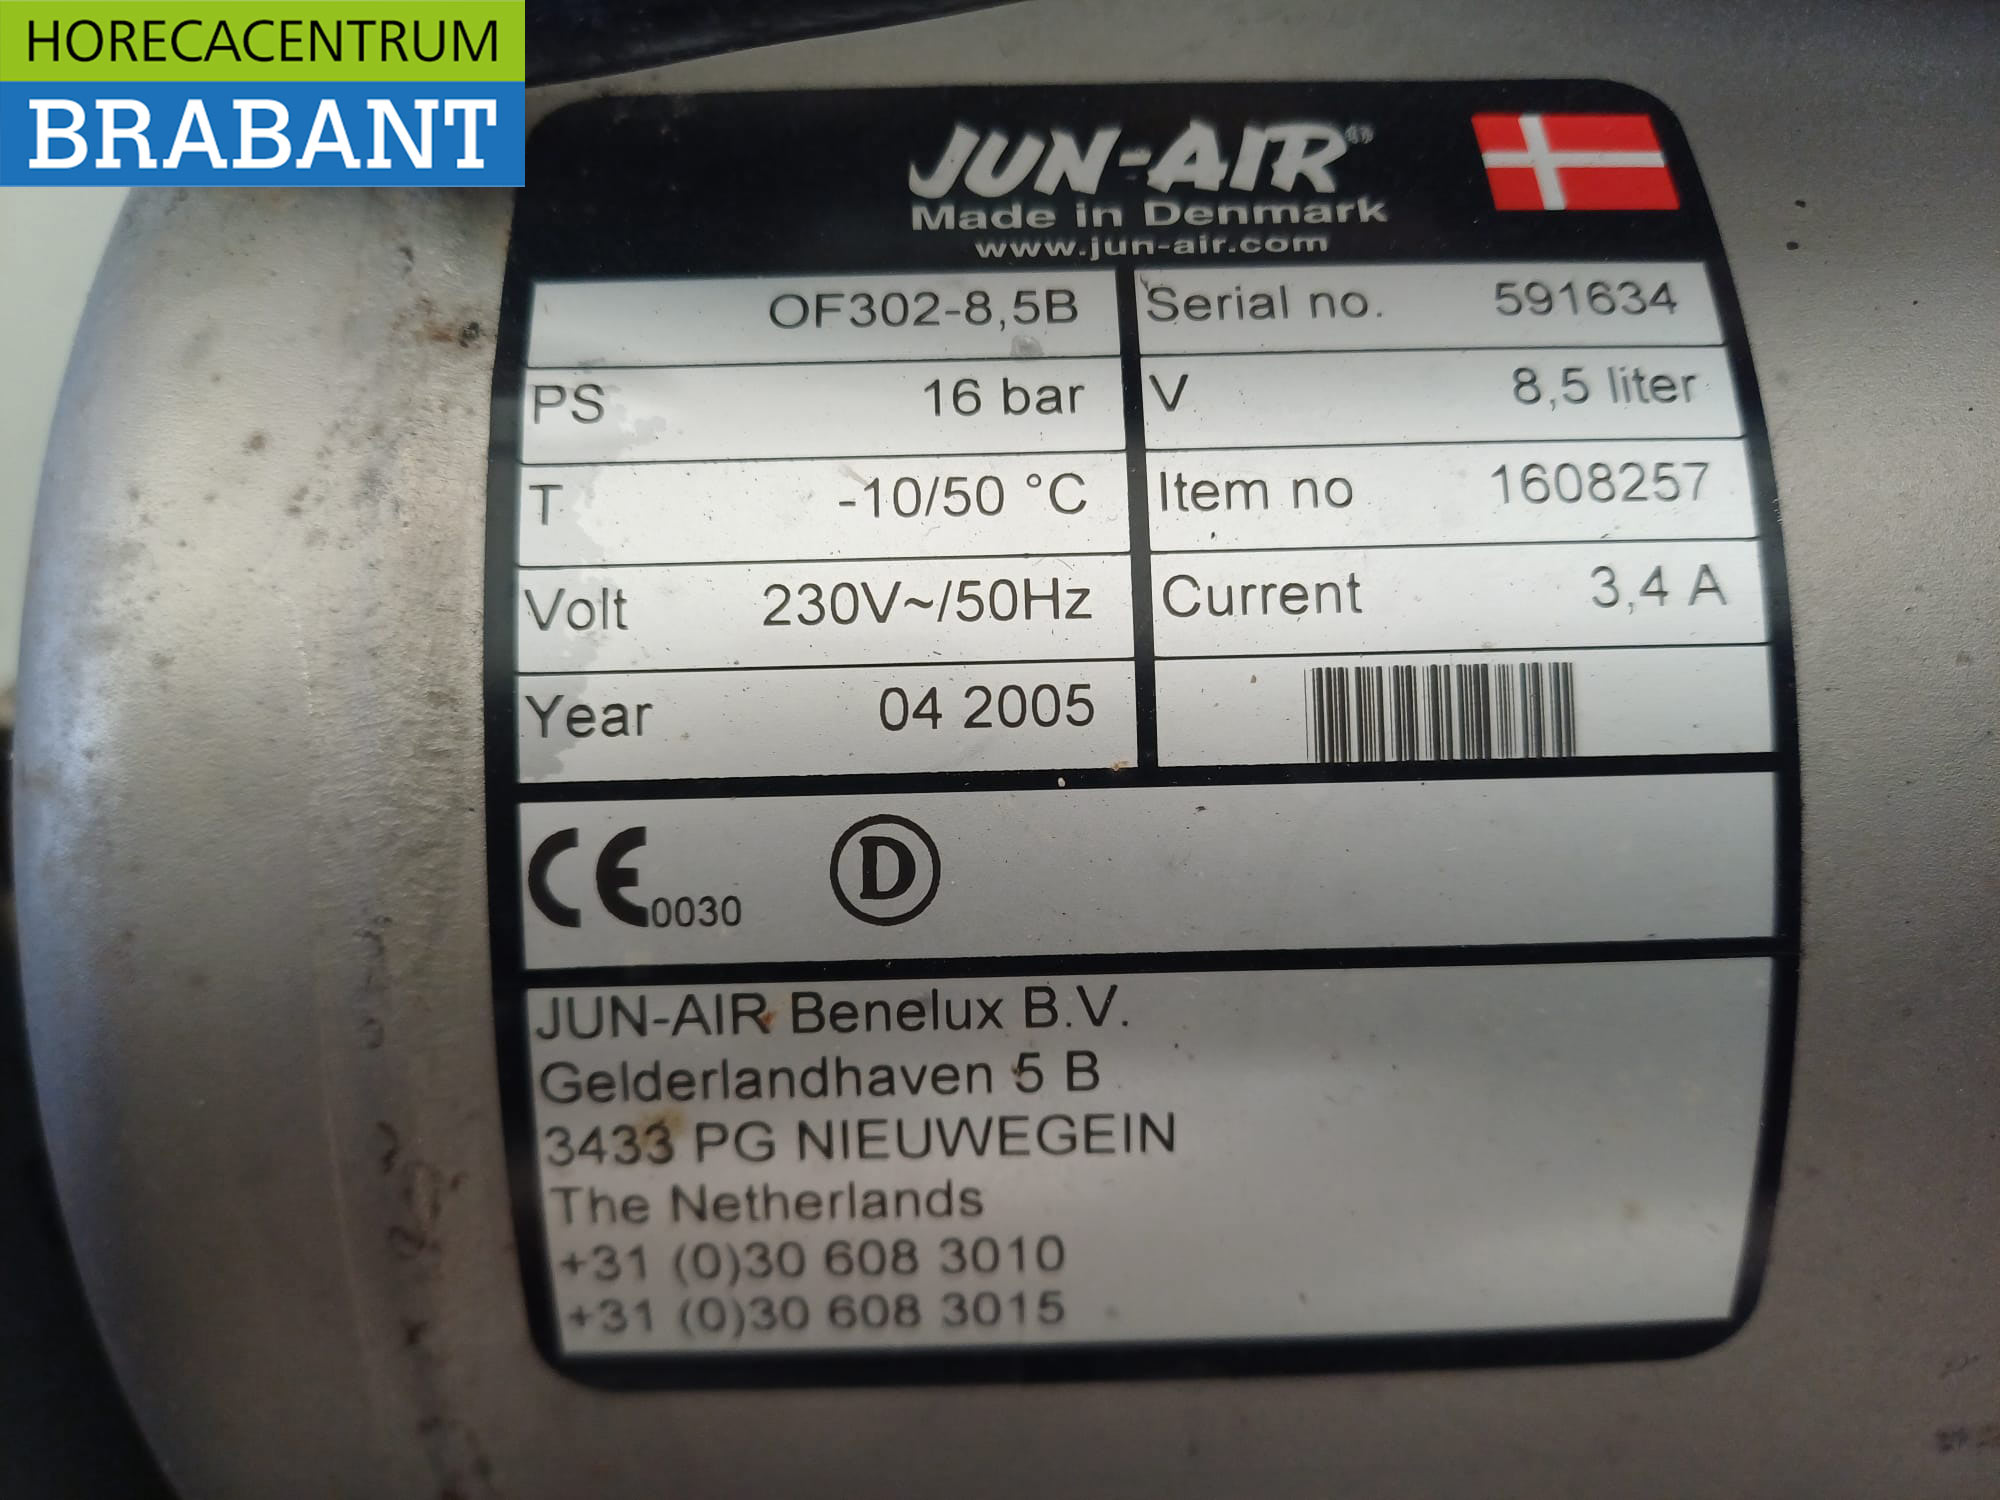 HORECACENTRUM
BRABANT
JUN-AIR®
Made in Denmark
www.jun-air.com
OF302-8,5B
Serial no. 591634
PS 16 bar
V 8,5 liter
T -10/50 °C
Item no 1608257
Volt 230V~/50Hz
Current 3,4 A
Year 04 2005
CE 0030
D
JUN-AIR Benelux B.V.
Gelderlandhaven 5 B
3433 PG NIEUWEGEIN
The Netherlands
+31 (0)30 608 3010
+31 (0)30 608 3015